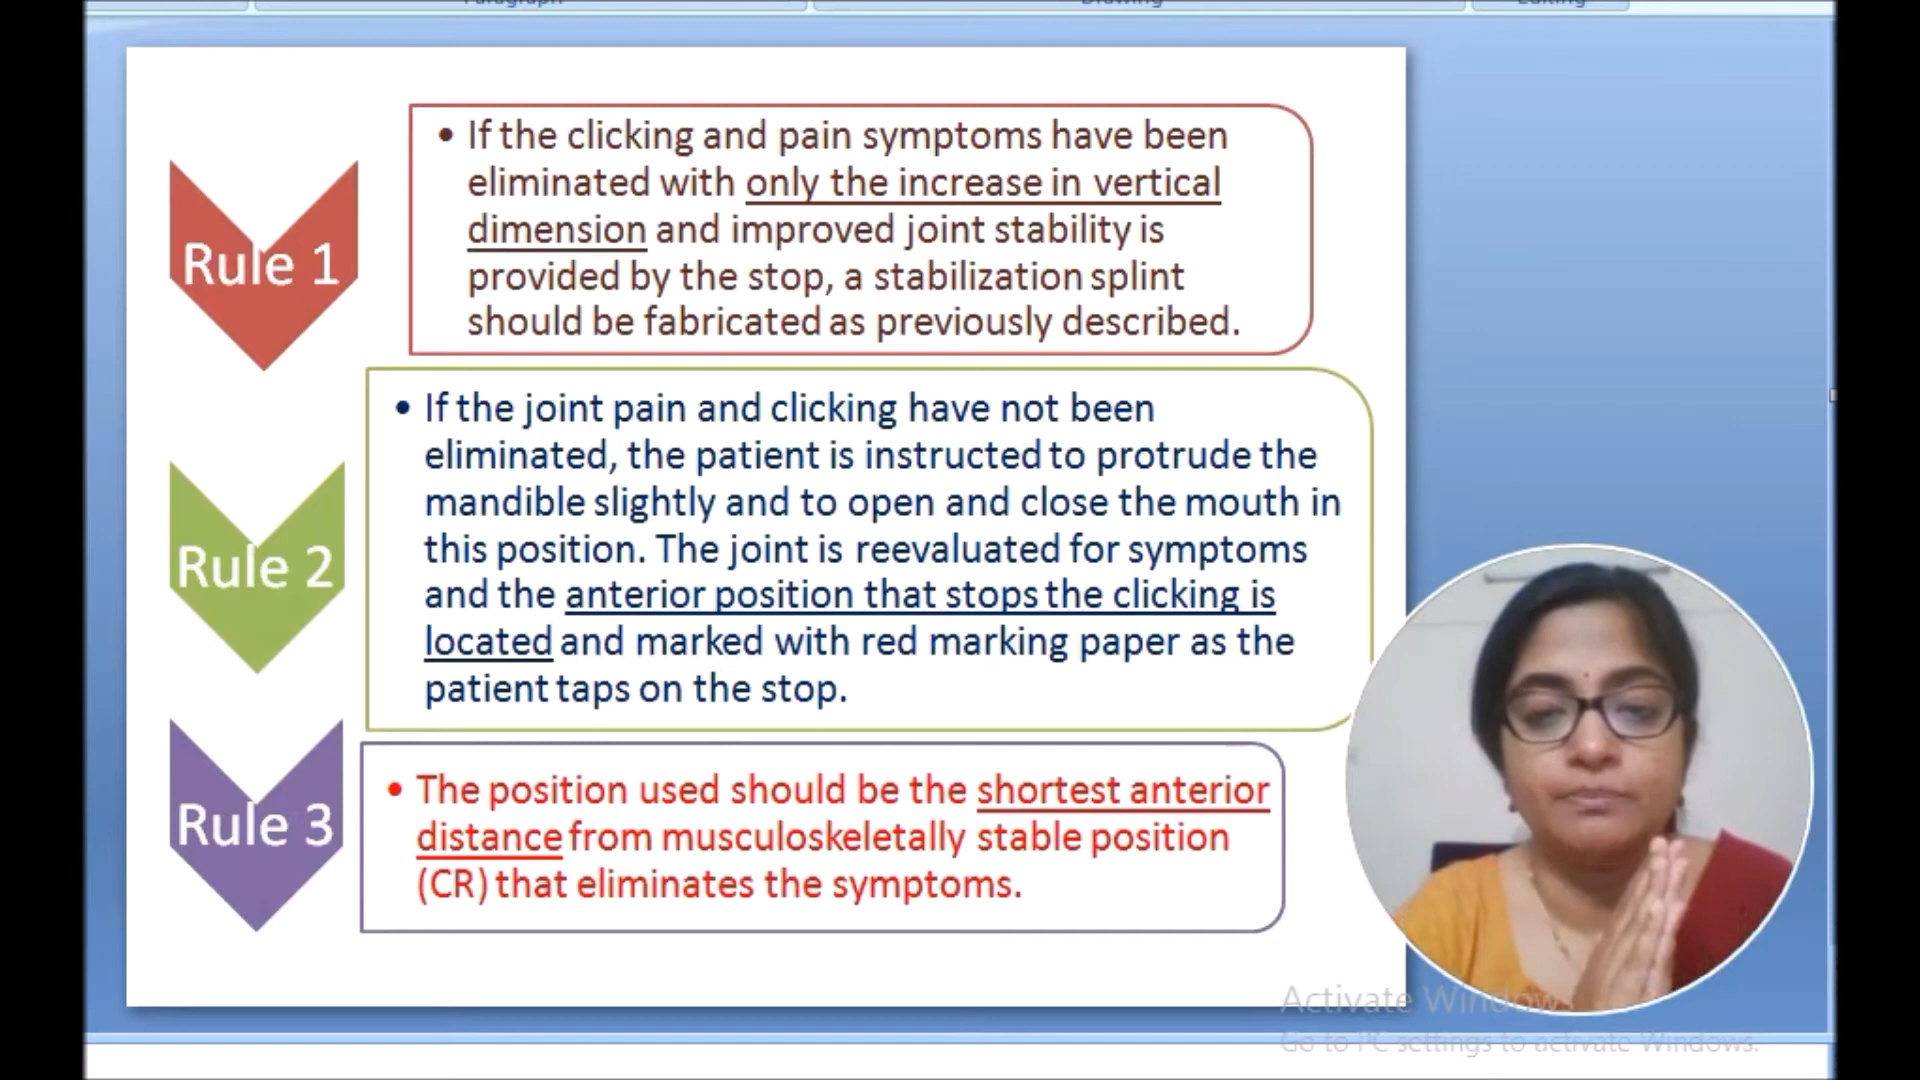 Paragraph
Drawing
Editing
Rule 1
• If the clicking and pain symptoms have been
eliminated with only the increase in vertical
dimension and improved joint stability is
provided by the stop, a stabilization splint
should be fabricated as previously described.
Rule 2
• If the joint pain and clicking have not been
eliminated, the patient is instructed to protrude the
mandible slightly and to open and close the mouth in
this position. The joint is reevaluated for symptoms
and the anterior position that stops the clicking is
located and marked with red marking paper as the
patient taps on the stop.
Rule 3
• The position used should be the shortest anterior
distance from musculoskeletally stable position
(CR) that eliminates the symptoms.
Activate Windows
Go to PC settings to activate Windows.